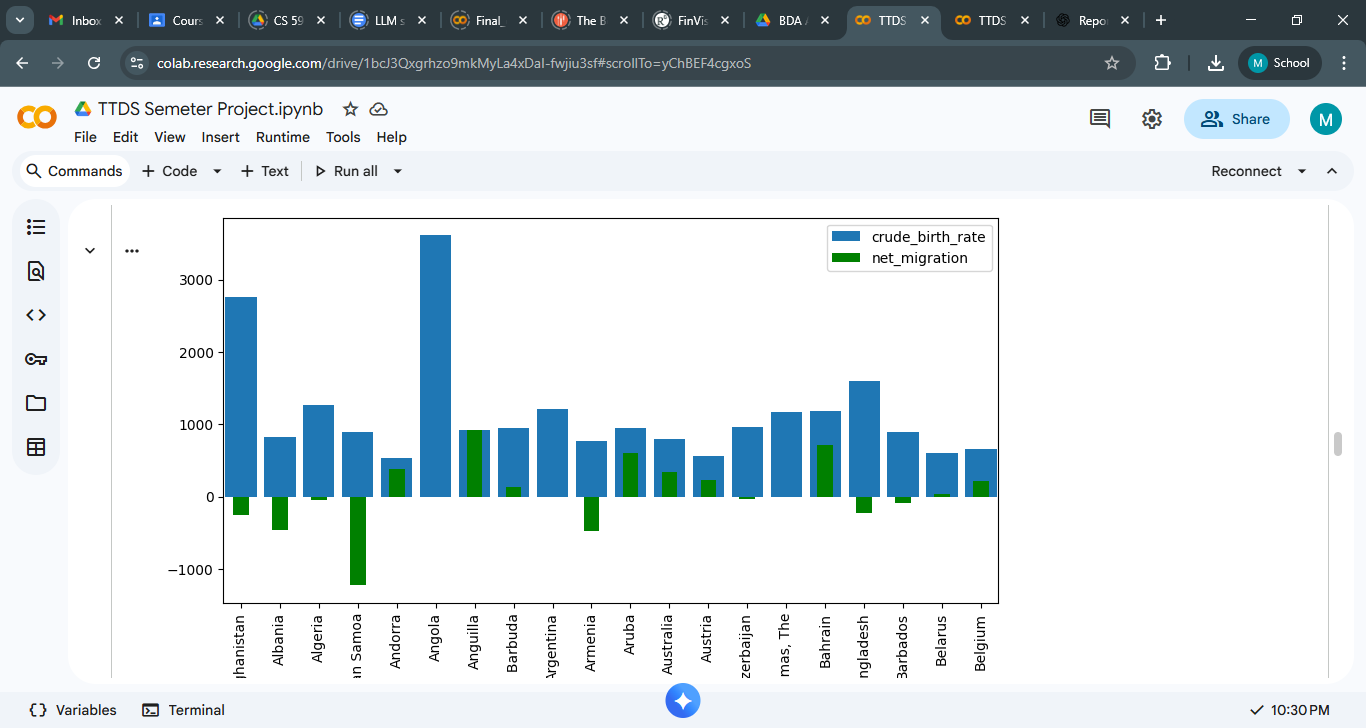 Inbox
Cours
CS 59
LLM s
Final_
The B
FinVis
BDA /
TTDS
TTDS
Repo
colab.research.google.com/drive/1bcJ3Qxgrhzo9mkMyLa4xDaI-fwjiu3sf#scrollTo=yChBEF4cgxoS
M School
TTDS Semeter Project.ipynb
File Edit View Insert Runtime Tools Help
Share
M
Commands + Code + Text Run all
Reconnect
crude_birth_rate
net_migration
3000
2000
1000
0
−1000
hanistan
Albania
Algeria
an Samoa
Andorra
Angola
Anguilla
Barbuda
Argentina
Armenia
Aruba
Australia
Austria
zerbaijan
mas, The
Bahrain
ngladesh
Barbados
Belarus
Belgium
Variables
Terminal
10:30 PM